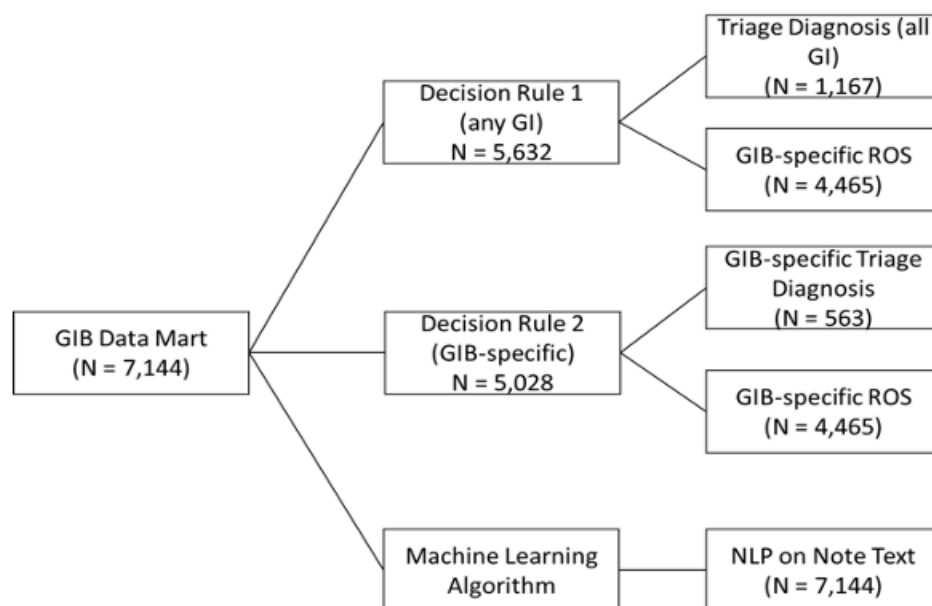 GIB Data Mart
(N = 7,144)
Decision Rule 1
(any GI)
N = 5,632
Triage Diagnosis (all
GI)
(N = 1,167)
GIB-specific ROS
(N = 4,465)
Decision Rule 2
(GIB-specific)
N = 5,028
GIB-specific Triage
Diagnosis
(N = 563)
GIB-specific ROS
(N = 4,465)
Machine Learning
Algorithm
NLP on Note Text
(N = 7,144)